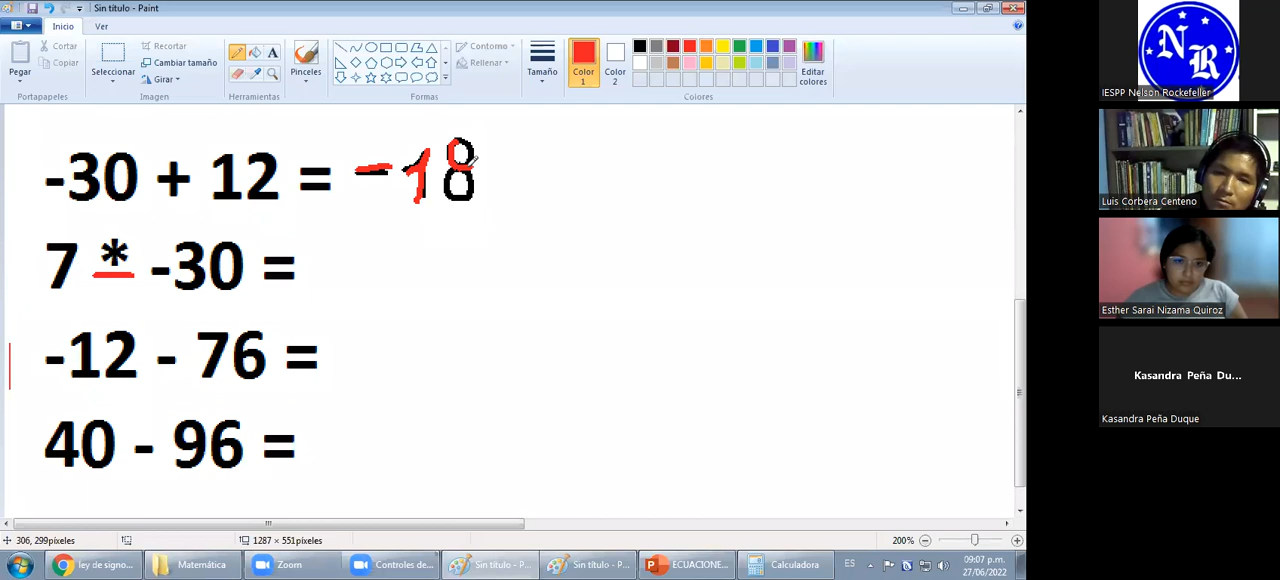 Sin título - Paint
Inicio
Ver
Pegar
Cortar
Copiar
Portapapeles
Seleccionar
Recortar
Cambiar tamaño
Girar
Imagen
A
Herramientas
Pinceles
Contorno
Rellenar
Formas
Tamaño
Color 1
Color 2
Editar colores
Colores
-30 + 12 = -18
7 * -30 =
-12 - 76 =
40 - 96 =
306, 299píxeles
1287 × 551píxeles
200%
ley de signo...
Matemática
Zoom
Controles de...
Sin título - P...
Sin título - P...
ECUACIONE...
Calculadora
ES
09:07 p.m.
27/06/2022
NR
IESPP Nelson Rockefeller
Luis Corbera Centeno
Esther Sarai Nizama Quiroz
Kasandra Peña Du...
Kasandra Peña Duque